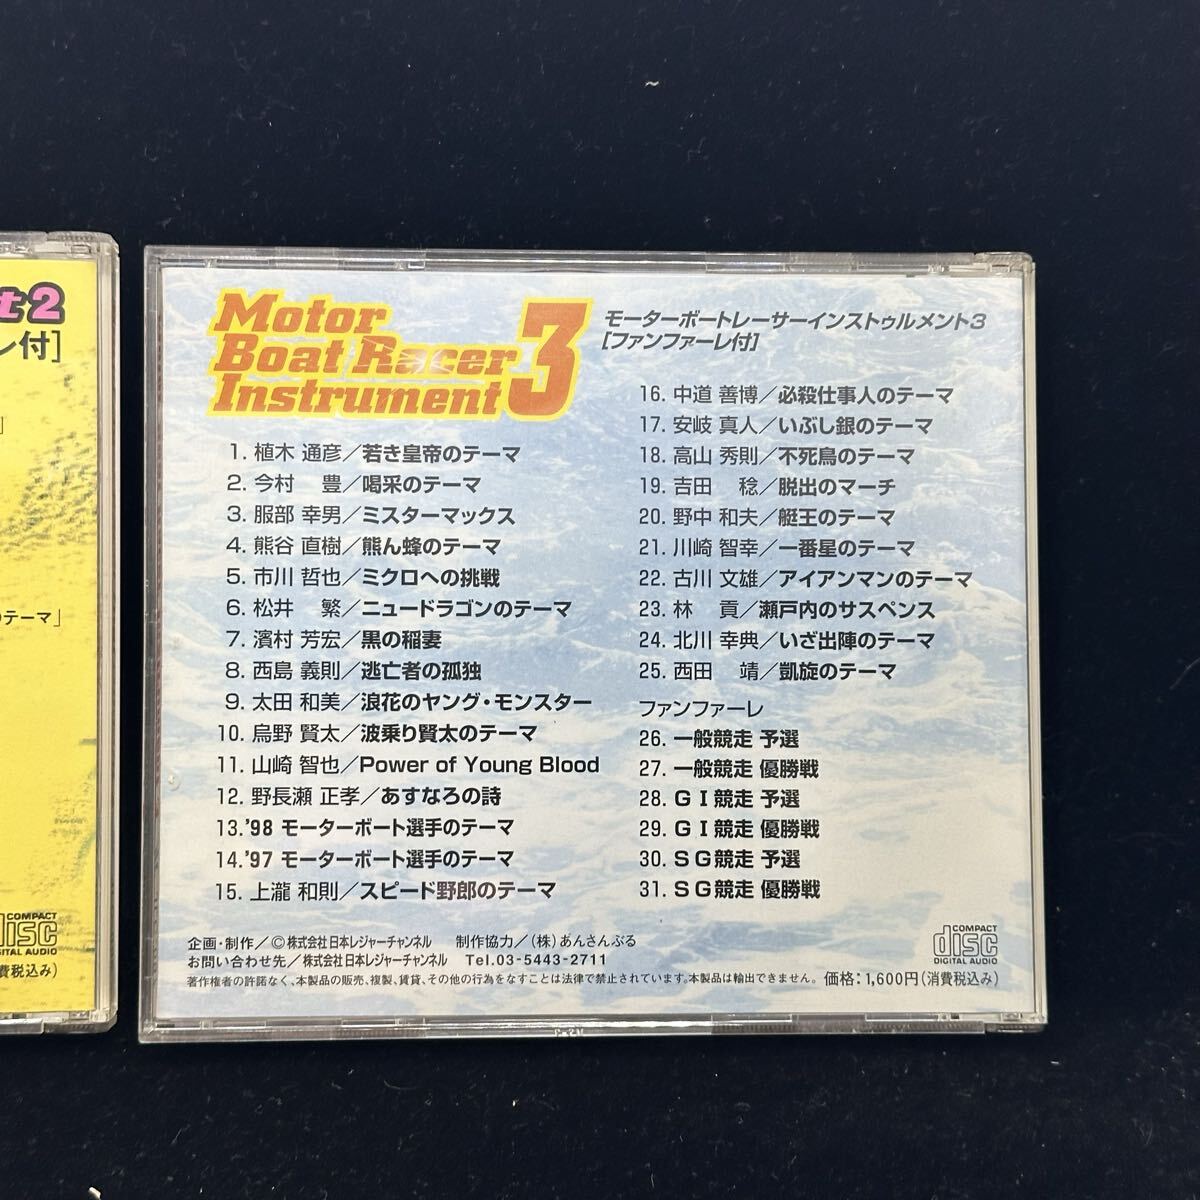 t2
レ付]
」
のテーマ」
COMPACT
disc
DIGITAL AUDIO
費税込み)
Motor
Boat Racer
Instrument 3
モーターボートレーサーインストゥルメント3
[ファンファーレ付]
1. 植木 通彦／若き皇帝のテーマ
2. 今村 豊／喝采のテーマ
3. 服部 幸男／ミスターマックス
4. 熊谷 直樹／熊ん蜂のテーマ
5. 市川 哲也／ミクロへの挑戦
6. 松井 繁／ニュードラゴンのテーマ
7. 濱村 芳宏／黒の稲妻
8. 西島 義則／逃亡者の孤独
9. 太田 和美／浪花のヤング・モンスター
10. 烏野 賢太／波乗り賢太のテーマ
11. 山崎 智也／Power of Young Blood
12. 野長瀬 正孝／あすなろの詩
13.'98 モーターボート選手のテーマ
14.'97 モーターボート選手のテーマ
15. 上瀧 和則／スピード野郎のテーマ
16. 中道 善博／必殺仕事人のテーマ
17. 安岐 真人／いぶし銀のテーマ
18. 高山 秀則／不死鳥のテーマ
19. 吉田 稔／脱出のマーチ
20. 野中 和夫／艇王のテーマ
21. 川崎 智幸／一番星のテーマ
22. 古川 文雄／アイアンマンのテーマ
23. 林 貢／瀬戸内のサスペンス
24. 北川 幸典／いざ出陣のテーマ
25. 西田 靖／凱旋のテーマ
ファンファーレ
26. 一般競走 予選
27. 一般競走 優勝戦
28. GⅠ競走 予選
29. GⅠ競走 優勝戦
30. SG競走 予選
31. SG競走 優勝戦
企画・制作／©株式会社日本レジャーチャンネル 制作協力／(株)あんさんぶる
お問い合わせ先／株式会社日本レジャーチャンネル Tel.03-5443-2711
著作権者の許諾なく、本製品の販売、複製、賃貸、その他の行為をなすことは法律で禁止されています。本製品は輸出できません。 価格:1,600円(消費税込み)
COMPACT
disc
DIGITAL AUDIO